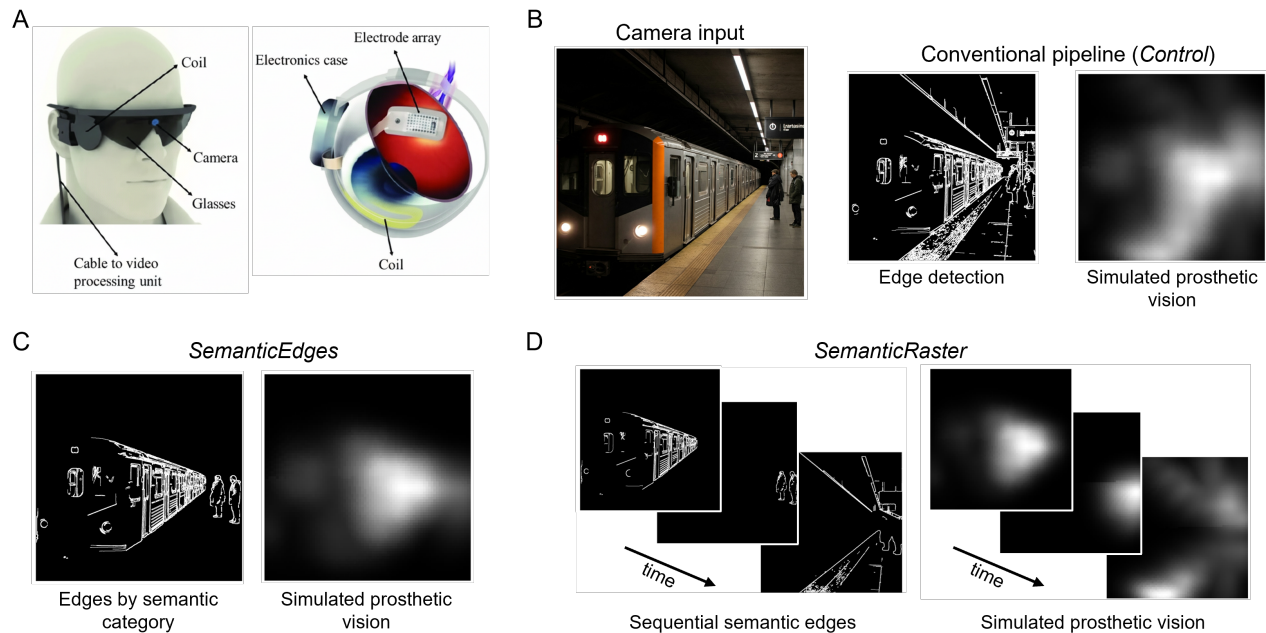 A
Coil
Camera
Glasses
Cable to video
processing unit
Electrode array
Electronics case
Coil
B
Camera input
Conventional pipeline (Control)
Edge detection
Simulated prosthetic
vision
C
SemanticEdges
Edges by semantic
category
Simulated prosthetic
vision
D
SemanticRaster
time
Sequential semantic edges
time
Simulated prosthetic vision